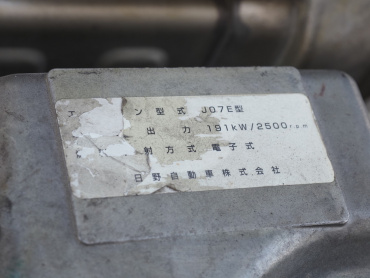 ン型式 J07E型
出力 191kW/2500rpm
射方式 電子式
日野自動車株式会社